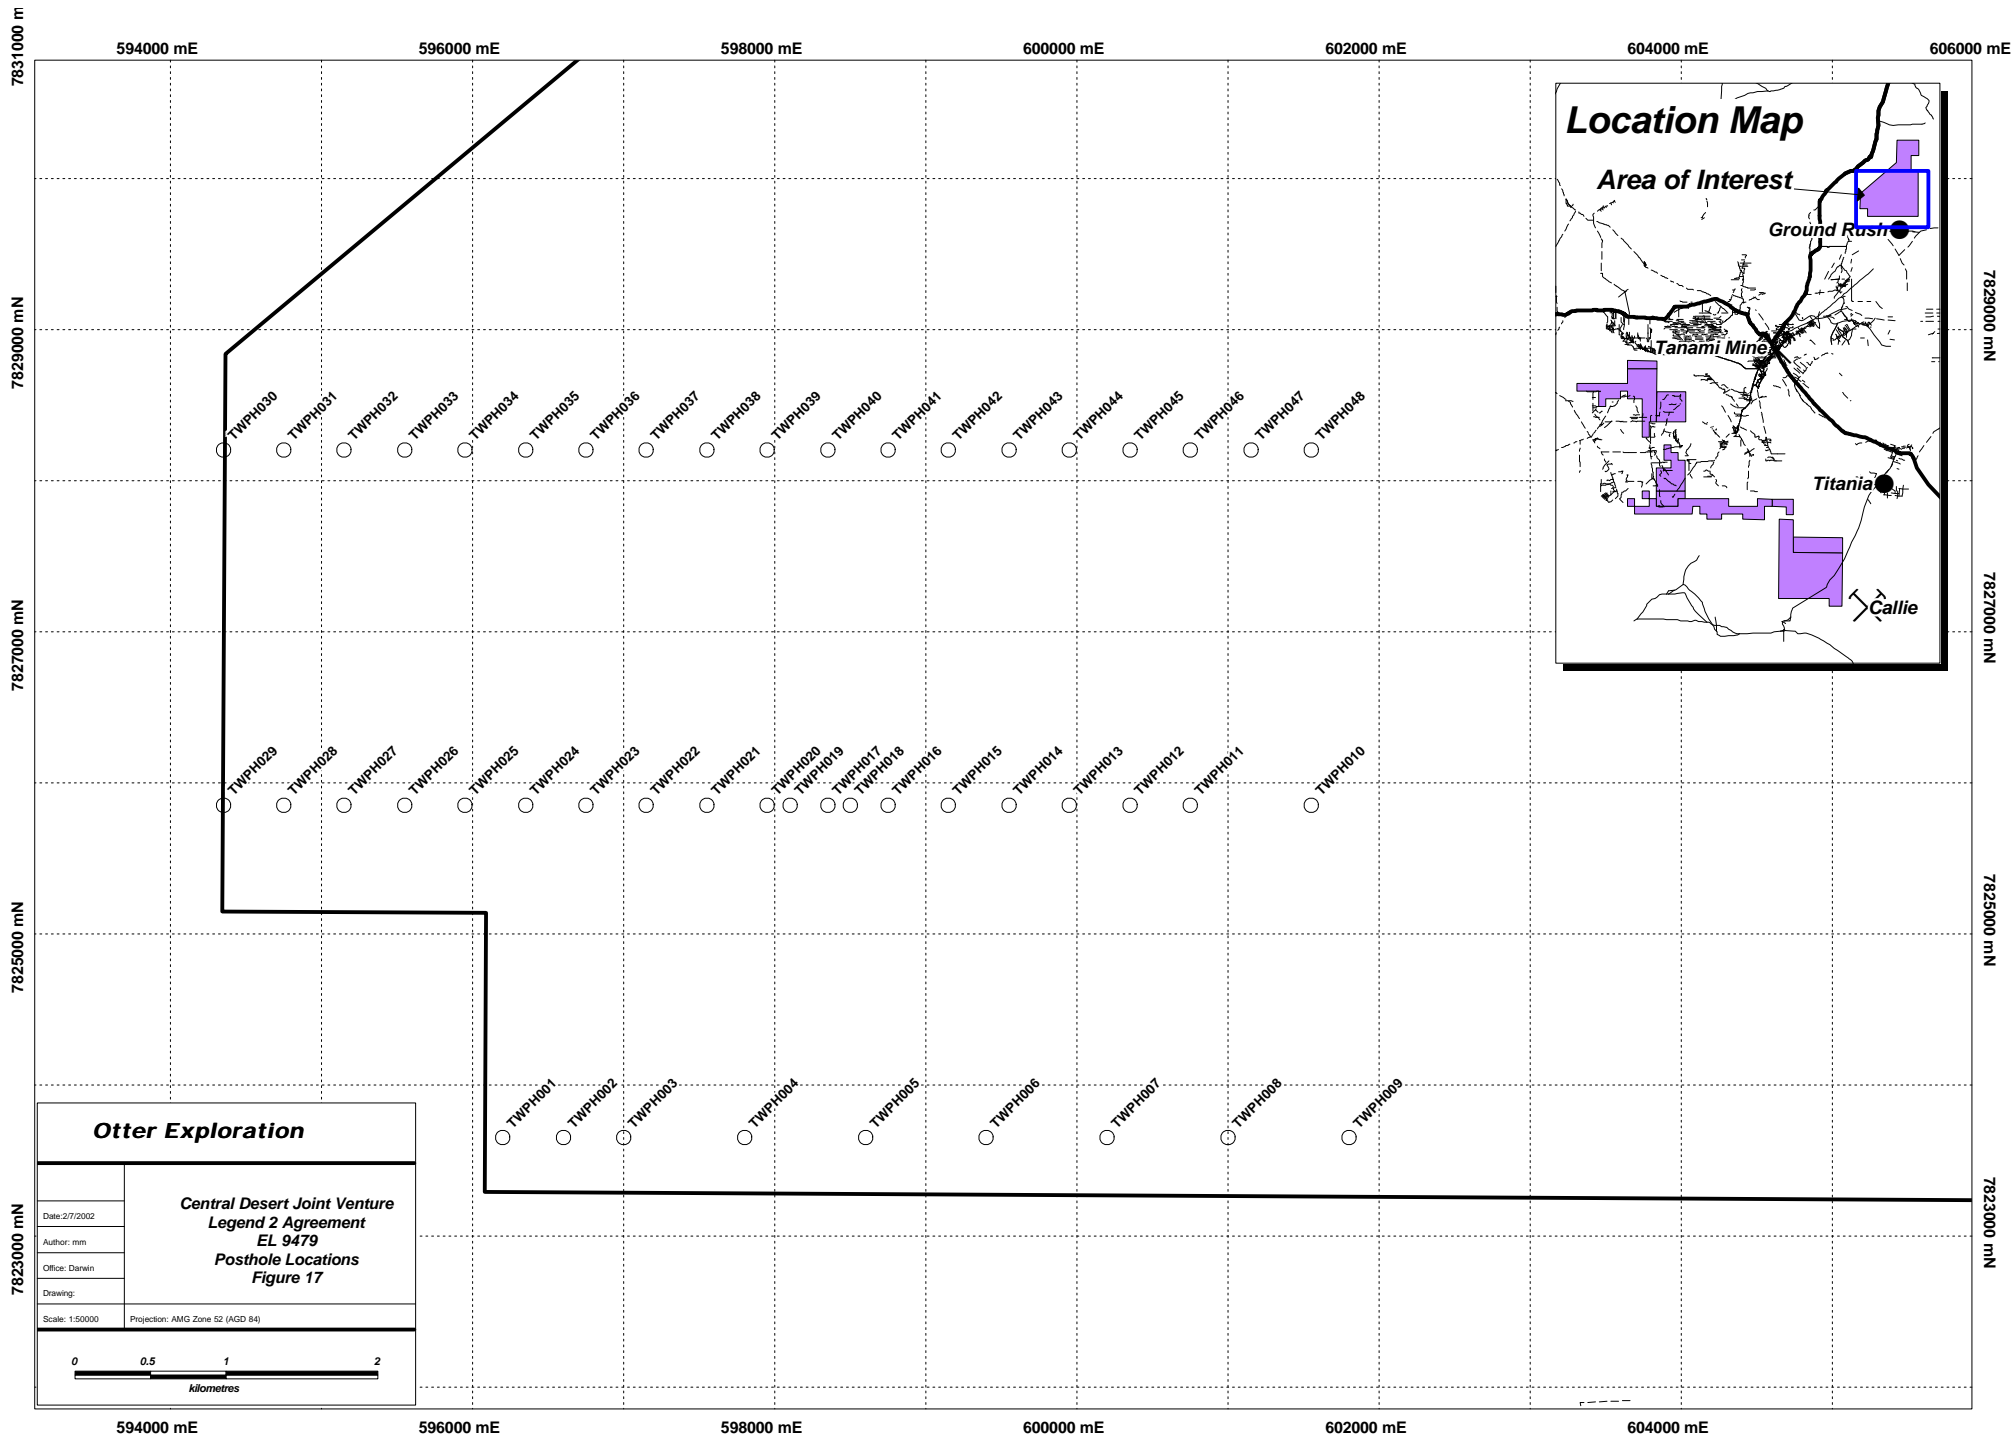 594000 mE
596000 mE
598000 mE
600000 mE
602000 mE
604000 mE
606000 mE
7831000 m
Location Map
Area of Interest
Ground Rush
Tanami Mine
Titania
Callie
7829000 mN
7829000 mN
TWPH030
TWPH031
TWPH032
TWPH033
TWPH034
TWPH035
TWPH036
TWPH037
TWPH038
TWPH039
TWPH040
TWPH041
TWPH042
TWPH043
TWPH044
TWPH045
TWPH046
TWPH047
TWPH048
7827000 mN
7827000 mN
TWPH029
TWPH028
TWPH027
TWPH026
TWPH025
TWPH024
TWPH023
TWPH022
TWPH021
TWPH020
TWPH019
TWPH017
TWPH018
TWPH016
TWPH015
TWPH014
TWPH013
TWPH012
TWPH011
TWPH010
7825000 mN
7825000 mN
TWPH001
TWPH002
TWPH003
TWPH004
TWPH005
TWPH006
TWPH007
TWPH008
TWPH009
7823000 mN
7823000 mN
Otter Exploration
Central Desert Joint Venture
Legend 2 Agreement
EL 9479
Posthole Locations
Figure 17
Date:2/7/2002
Author: mm
Office: Darwin
Drawing:
Scale: 1:50000
Projection: AMG Zone 52 (AGD 84)
0 0.5 1 2
kilometres
594000 mE
596000 mE
598000 mE
600000 mE
602000 mE
604000 mE